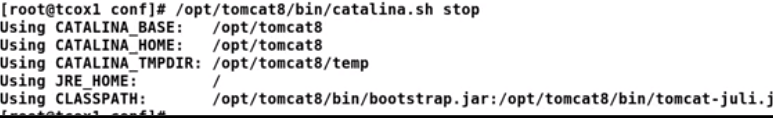 [root@tcox1 conf]# /opt/tomcat8/bin/catalina.sh stop
Using CATALINA_BASE:   /opt/tomcat8
Using CATALINA_HOME:   /opt/tomcat8
Using CATALINA_TMPDIR: /opt/tomcat8/temp
Using JRE_HOME:        /
Using CLASSPATH:       /opt/tomcat8/bin/bootstrap.jar:/opt/tomcat8/bin/tomcat-juli.j
[root@tcox1 conf]#